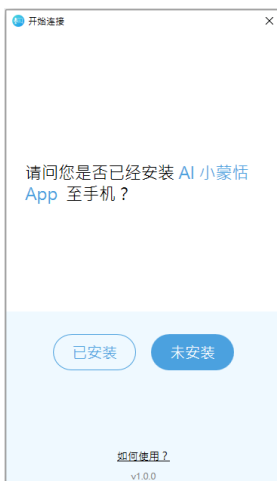 开始连接
请问您是否已经安装 AI 小蒙恬
App 至手机？
已安装
未安装
如何使用？
v1.0.0